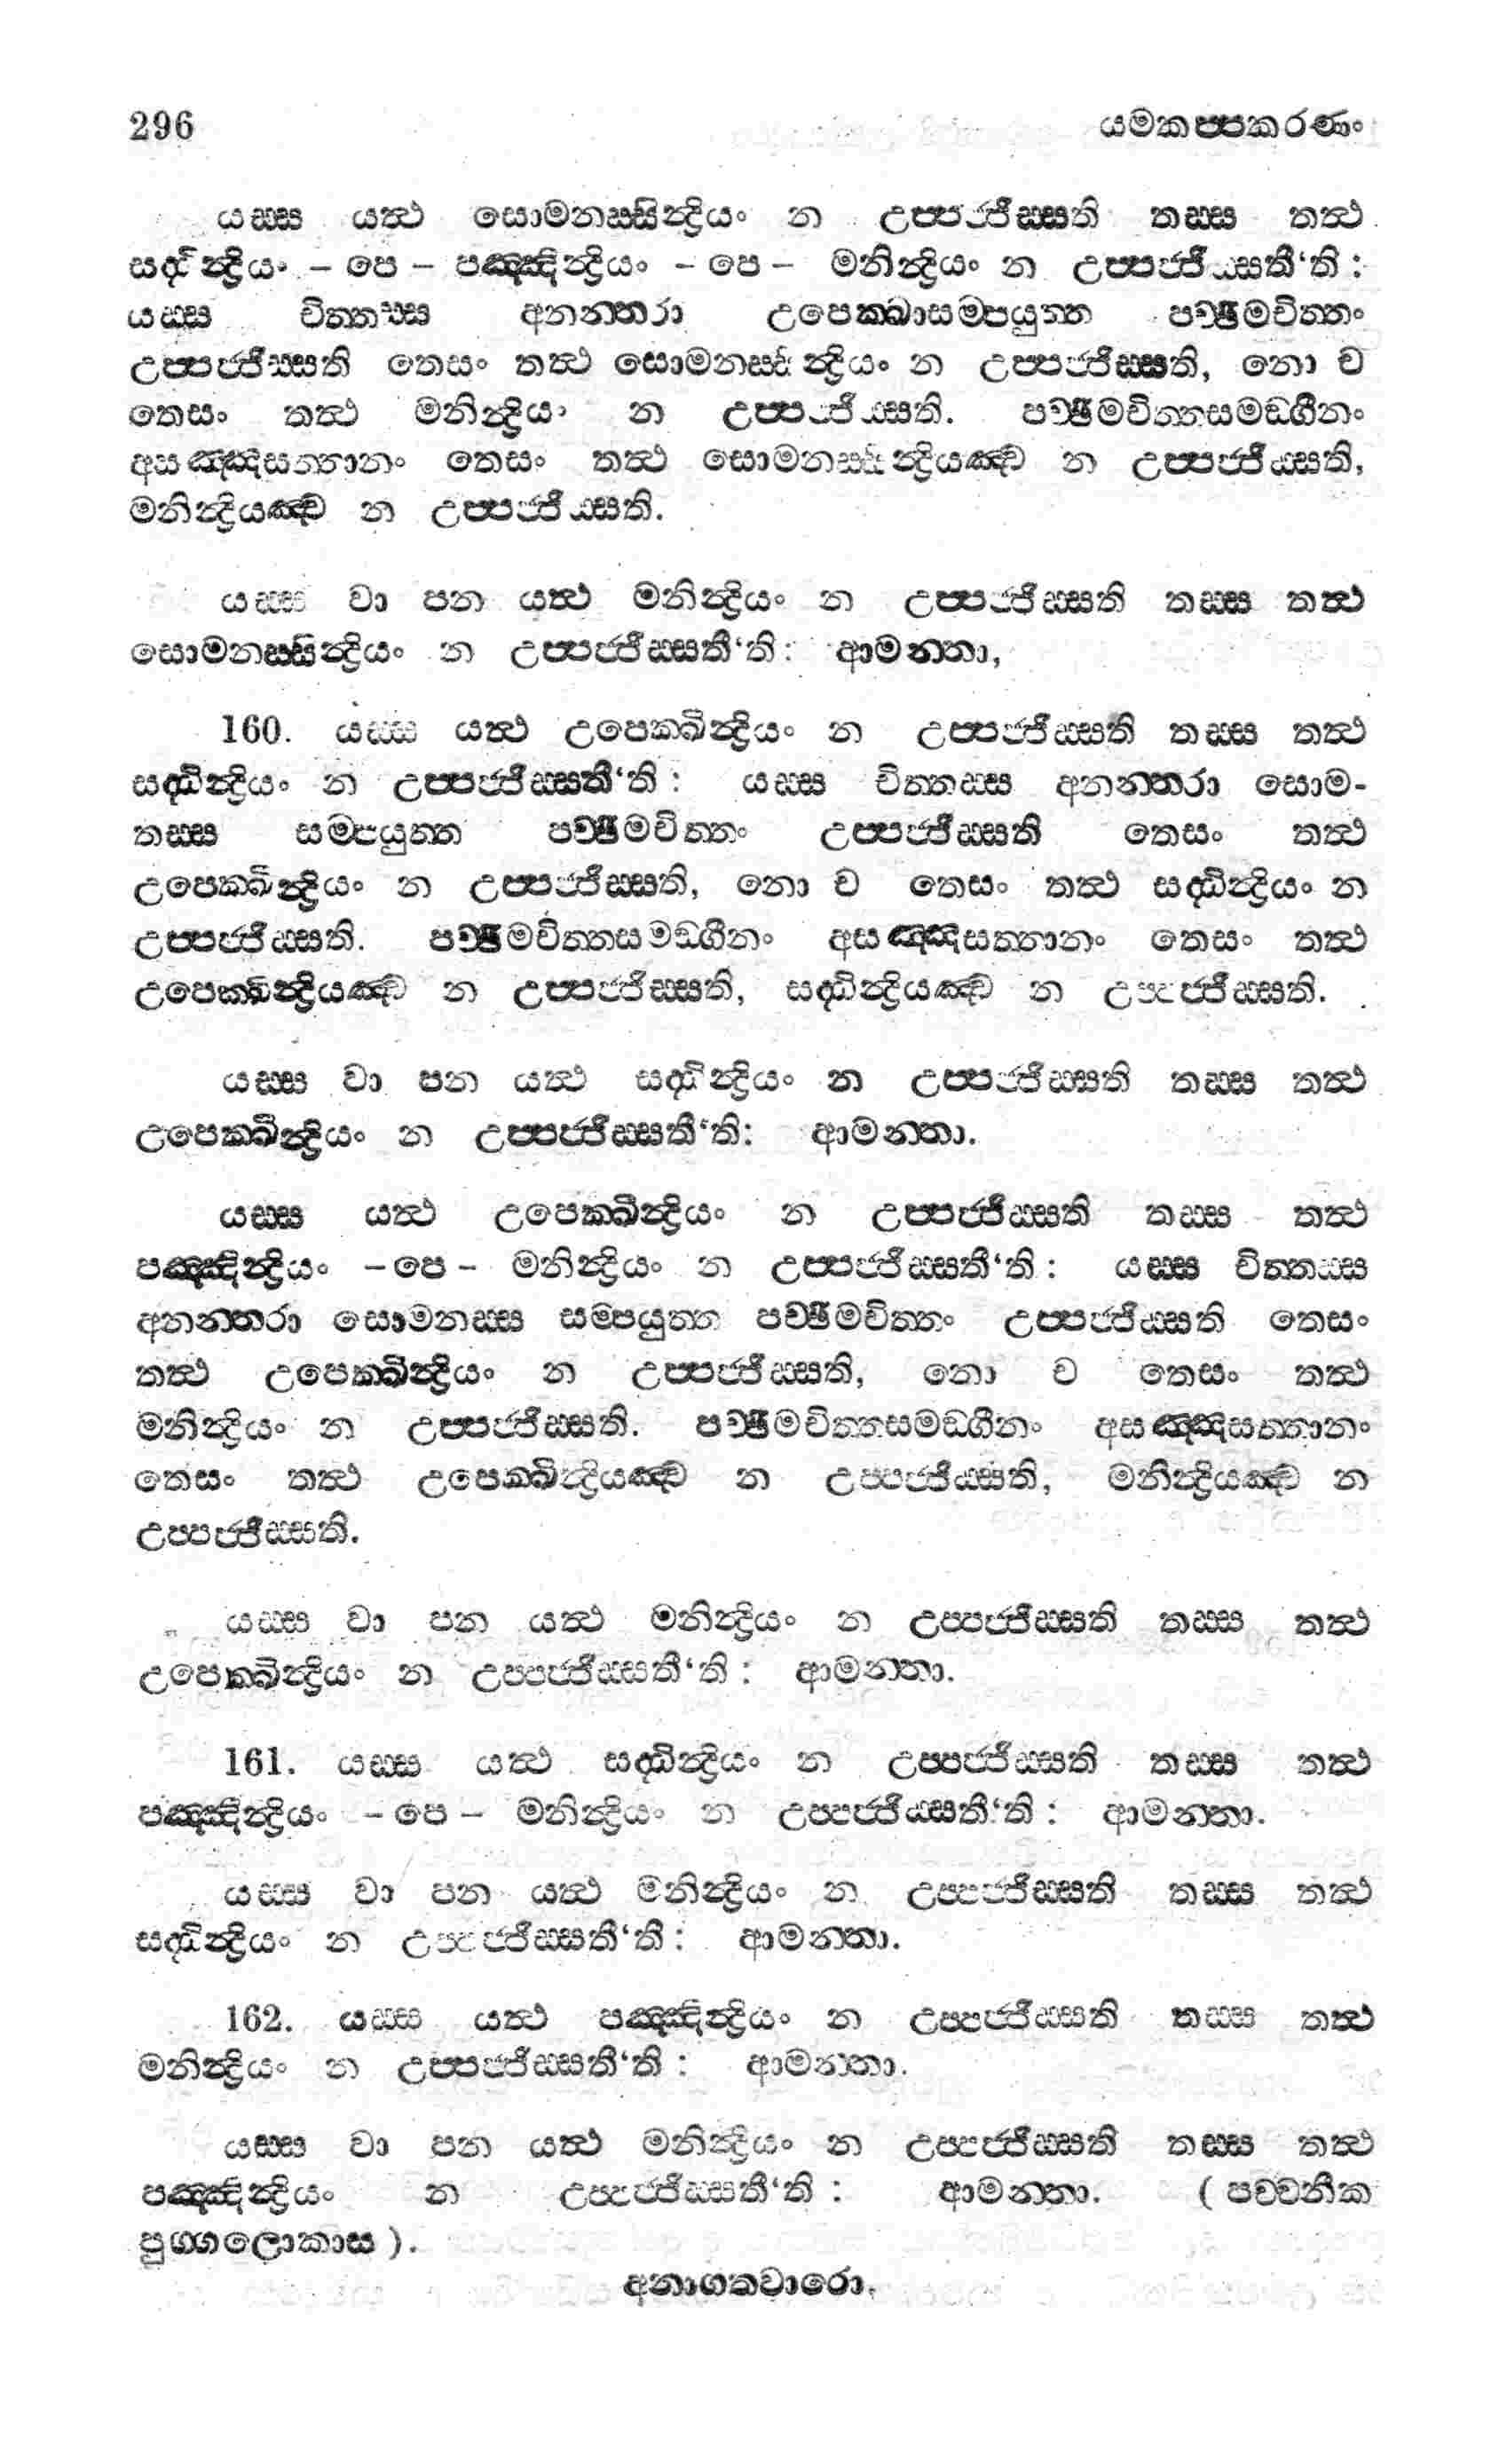 296 යමකප්පකරණං
යස්ස යත්ථ සොමනස්සින්ද්‍රියං න උප්පජ්ජිස්සති තස්ස තත්ථ
සද්ධින්ද්‍රියං – පෙ – පඤ්ඤින්ද්‍රියං – පෙ – මනින්ද්‍රියං න උප්පජ්ජිස්සතී‘ති :
යස්ස චිත්තස්ස අනන්තරා උපෙක්ඛාසම්පයුත්ත පච්ඡිමචිත්තං
උප්පජ්ජිස්සති තෙසං තත්ථ සොමනස්සින්ද්‍රියං න උප්පජ්ජිස්සති, නො ච
තෙසං තත්ථ මනින්ද්‍රියං න උප්පජ්ජිස්සති. පච්ඡිමචිත්තසමඞ්ගීනං
අසඤ්ඤසත්තානං තෙසං තත්ථ සොමනස්සින්ද්‍රියඤ්ච න උප්පජ්ජිස්සති,
මනින්ද්‍රියඤ්ච න උප්පජ්ජිස්සති.
යස්ස වා පන යත්ථ මනින්ද්‍රියං න උප්පජ්ජිස්සති තස්ස තත්ථ
සොමනස්සින්ද්‍රියං න උප්පජ්ජිස්සතී‘ති : ආමන්තා,
160. යස්ස යත්ථ උපෙක්ඛින්ද්‍රියං න උප්පජ්ජිස්සති තස්ස තත්ථ
සද්ධින්ද්‍රියං න උප්පජ්ජිස්සතී‘ති : යස්ස චිත්තස්ස අනන්තරා සොම-
තස්ස සම්පයුත්ත පච්ඡිමචිත්තං උප්පජ්ජිස්සති තෙසං තත්ථ
උපෙක්ඛින්ද්‍රියං න උප්පජ්ජිස්සති, නො ච තෙසං තත්ථ සද්ධින්ද්‍රියං න
උප්පජ්ජිස්සති. පච්ඡිමචිත්තසමඞ්ගීනං අසඤ්ඤසත්තානං තෙසං තත්ථ
උපෙක්ඛින්ද්‍රියඤ්ච න උප්පජ්ජිස්සති, සද්ධින්ද්‍රියඤ්ච න උප්පජ්ජිස්සති.
යස්ස වා පන යත්ථ සද්ධින්ද්‍රියං න උප්පජ්ජිස්සති තස්ස තත්ථ
උපෙක්ඛින්ද්‍රියං න උප්පජ්ජිස්සතී‘ති: ආමන්තා.
යස්ස යත්ථ උපෙක්ඛින්ද්‍රියං න උප්පජ්ජිස්සති තස්ස තත්ථ
පඤ්ඤින්ද්‍රියං – පෙ – මනින්ද්‍රියං න උප්පජ්ජිස්සතී‘ති : යස්ස චිත්තස්ස
අනන්තරා සොමනස්ස සම්පයුත්ත පච්ඡිමචිත්තං උප්පජ්ජිස්සති තෙසං
තත්ථ උපෙක්ඛින්ද්‍රියං න උප්පජ්ජිස්සති, නො ච තෙසං තත්ථ
මනින්ද්‍රියං න උප්පජ්ජිස්සති. පච්ඡිමචිත්තසමඞ්ගීනං අසඤ්ඤසත්තානං
තෙසං තත්ථ උපෙක්ඛින්ද්‍රියඤ්ච න උප්පජ්ජිස්සති, මනින්ද්‍රියඤ්ච න
උප්පජ්ජිස්සති.
යස්ස වා පන යත්ථ මනින්ද්‍රියං න උප්පජ්ජිස්සති තස්ස තත්ථ
උපෙක්ඛින්ද්‍රියං න උප්පජ්ජිස්සතී‘ති : ආමන්තා.
161. යස්ස යත්ථ සද්ධින්ද්‍රියං න උප්පජ්ජිස්සති තස්ස තත්ථ
පඤ්ඤින්ද්‍රියං – පෙ – මනින්ද්‍රියං න උප්පජ්ජිස්සතී‘ති : ආමන්තා.
යස්ස වා පන යත්ථ මනින්ද්‍රියං න උප්පජ්ජිස්සති තස්ස තත්ථ
සද්ධින්ද්‍රියං න උප්පජ්ජිස්සතී‘තී : ආමන්තා.
162. යස්ස යත්ථ පඤ්ඤින්ද්‍රියං න උප්පජ්ජිස්සති තස්ස තත්ථ
මනින්ද්‍රියං න උප්පජ්ජිස්සතී‘ති : ආමන්තා.
යස්ස වා පන යත්ථ මනින්ද්‍රියං න උප්පජ්ජිස්සති තස්ස තත්ථ
පඤ්ඤින්ද්‍රියං න උප්පජ්ජිස්සතී‘ති : ආමන්තා. ( පච්චනීක
පුග්ගලොකාස ).
අනාගතවාරො.